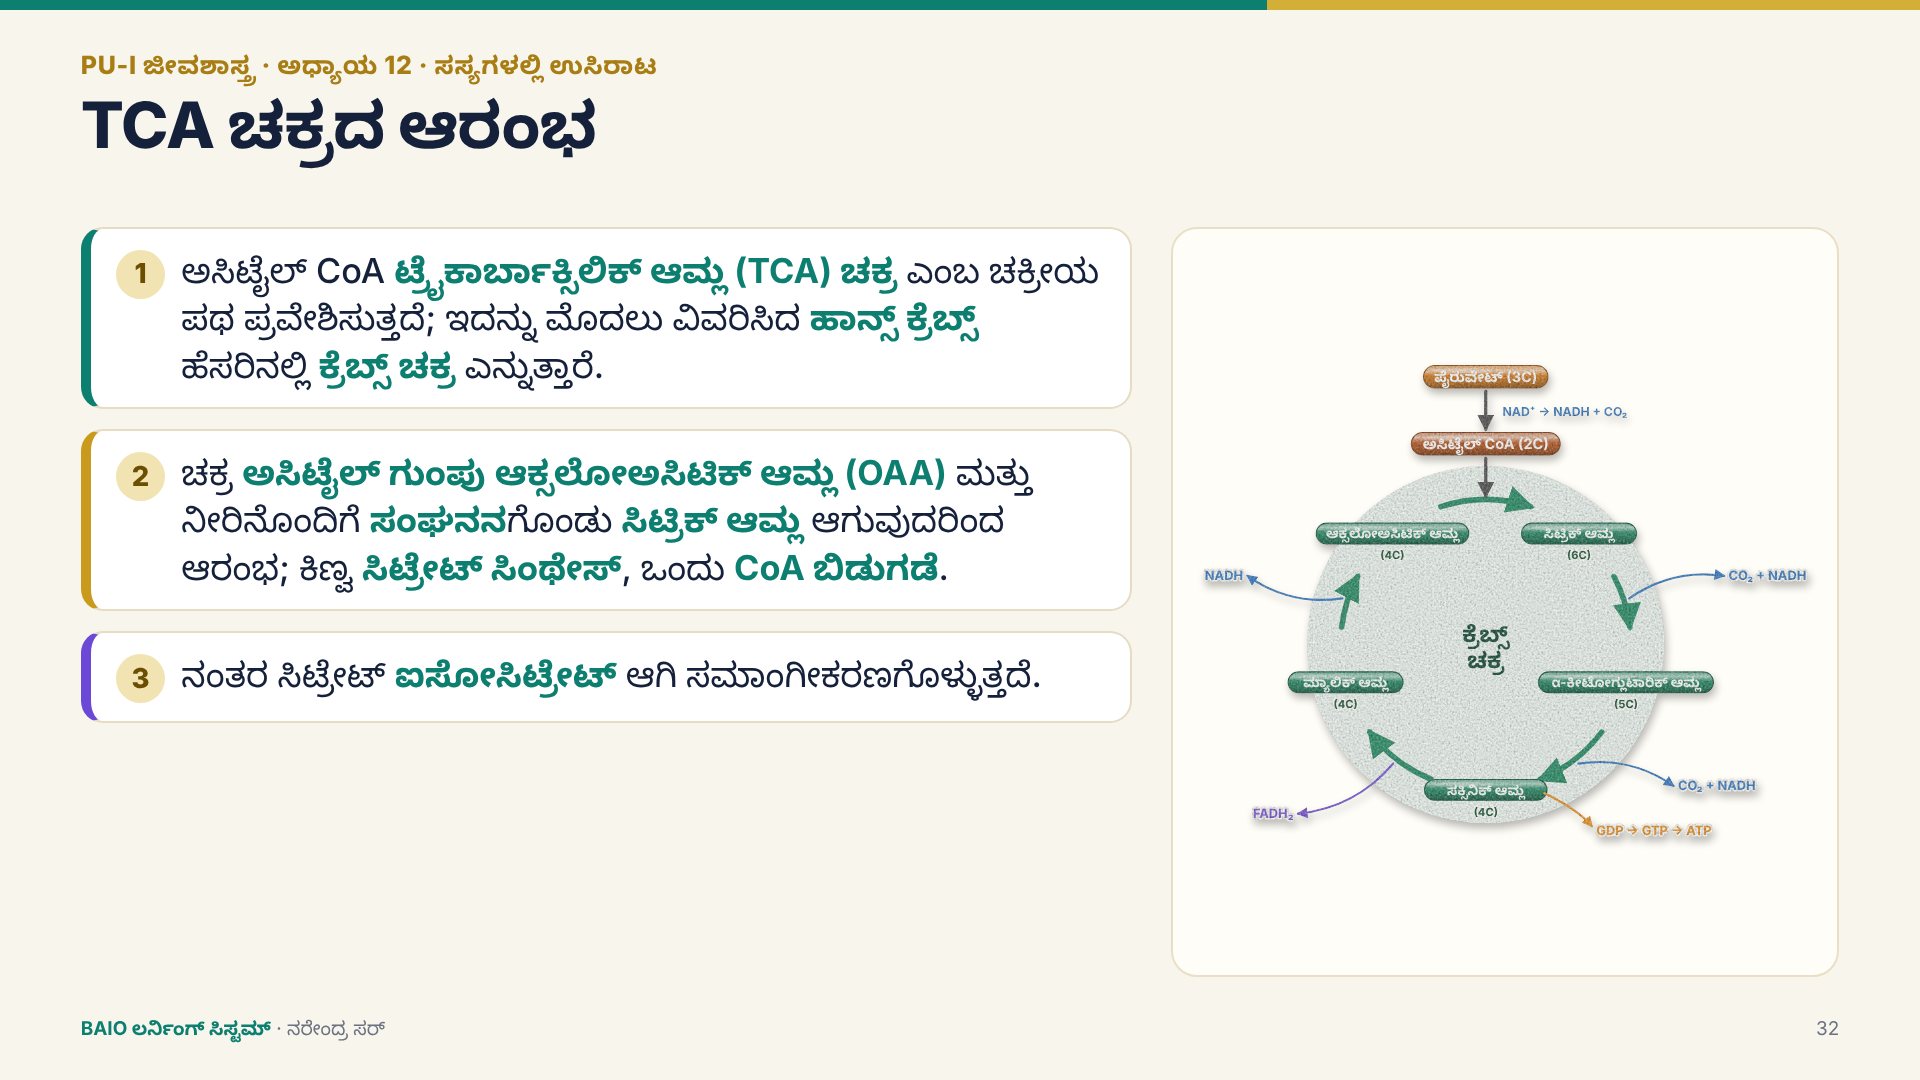 PU-I ಜೀವಶಾಸ್ತ್ರ · ಅಧ್ಯಾಯ 12 · ಸಸ್ಯಗಳಲ್ಲಿ ಉಸಿರಾಟ
TCA ಚಕ್ರದ ಆರಂಭ
1
ಅಸಿಟೈಲ್ CoA ಟ್ರೈಕಾರ್ಬಾಕ್ಸಿಲಿಕ್ ಆಮ್ಲ (TCA) ಚಕ್ರ ಎಂಬ ಚಕ್ರೀಯ
ಪಥ ಪ್ರವೇಶಿಸುತ್ತದೆ; ಇದನ್ನು ಮೊದಲು ವಿವರಿಸಿದ ಹಾನ್ಸ್ ಕ್ರೆಬ್ಸ್
ಹೆಸರಿನಲ್ಲಿ ಕ್ರೆಬ್ಸ್ ಚಕ್ರ ಎನ್ನುತ್ತಾರೆ.
2
ಚಕ್ರ ಅಸಿಟೈಲ್ ಗುಂಪು ಆಕ್ಸಲೋಅಸಿಟಿಕ್ ಆಮ್ಲ (OAA) ಮತ್ತು
ನೀರಿನೊಂದಿಗೆ ಸಂಘನನಗೊಂಡು ಸಿಟ್ರಿಕ್ ಆಮ್ಲ ಆಗುವುದರಿಂದ
ಆರಂಭ; ಕಿಣ್ವ ಸಿಟ್ರೇಟ್ ಸಿಂಥೇಸ್, ಒಂದು CoA ಬಿಡುಗಡೆ.
3
ನಂತರ ಸಿಟ್ರೇಟ್ ಐಸೋಸಿಟ್ರೇಟ್ ಆಗಿ ಸಮಾಂಗೀಕರಣಗೊಳ್ಳುತ್ತದೆ.
ಪೈರುವೇಟ್ (3C)
NAD⁺ → NADH + CO₂
ಅಸಿಟೈಲ್ CoA (2C)
ಆಕ್ಸಲೋಅಸಿಟಿಕ್ ಆಮ್ಲ
(4C)
ಸಿಟ್ರಿಕ್ ಆಮ್ಲ
(6C)
NADH
CO₂ + NADH
ಕ್ರೆಬ್ಸ್
ಚಕ್ರ
ಮ್ಯಾಲಿಕ್ ಆಮ್ಲ
(4C)
α-ಕೀಟೋಗ್ಲುಟಾರಿಕ್ ಆಮ್ಲ
(5C)
ಸಕ್ಸಿನಿಕ್ ಆಮ್ಲ
(4C)
CO₂ + NADH
FADH₂
GDP → GTP → ATP
BAIO ಲರ್ನಿಂಗ್ ಸಿಸ್ಟಮ್ · ನರೇಂದ್ರ ಸರ್
32